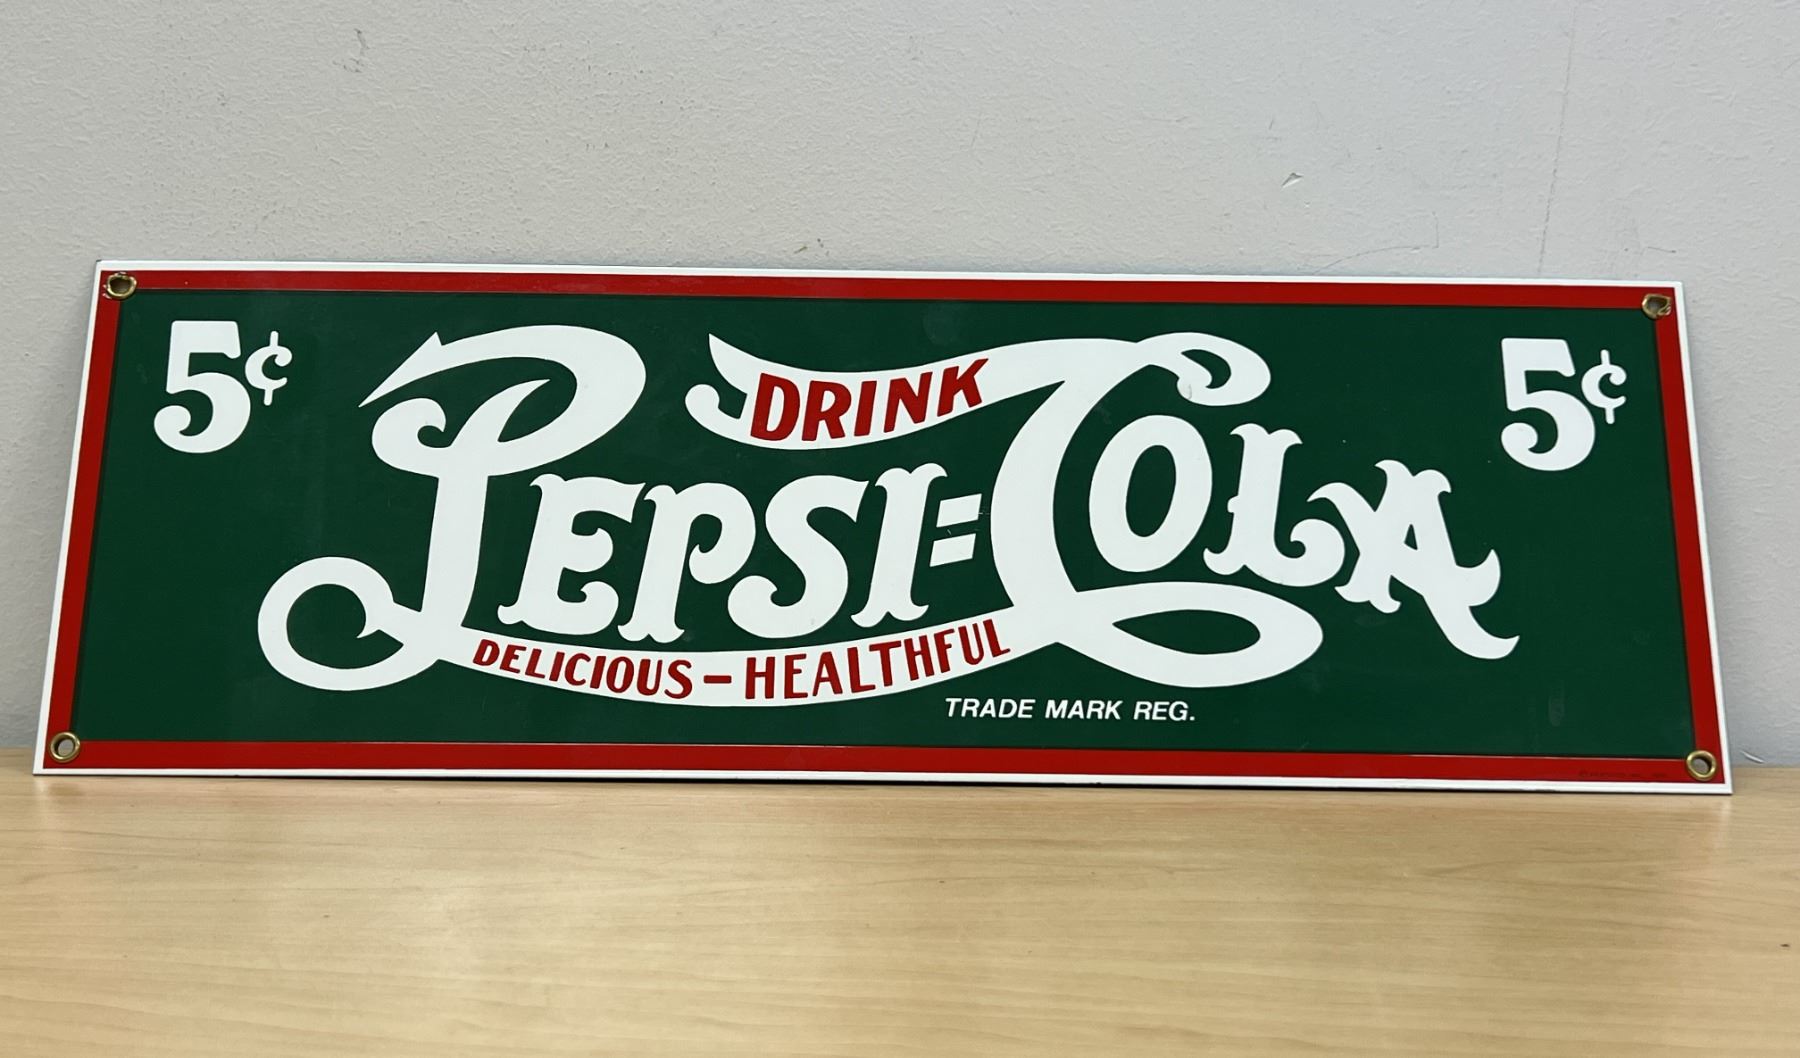 5¢
5¢
DRINK
PEPSI=COLA
DELICIOUS - HEALTHFUL
TRADE MARK REG.